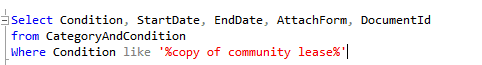 Select Condition, StartDate, EndDate, AttachForm, DocumentId
from CategoryAndCondition
Where Condition like '%copy of community lease%'